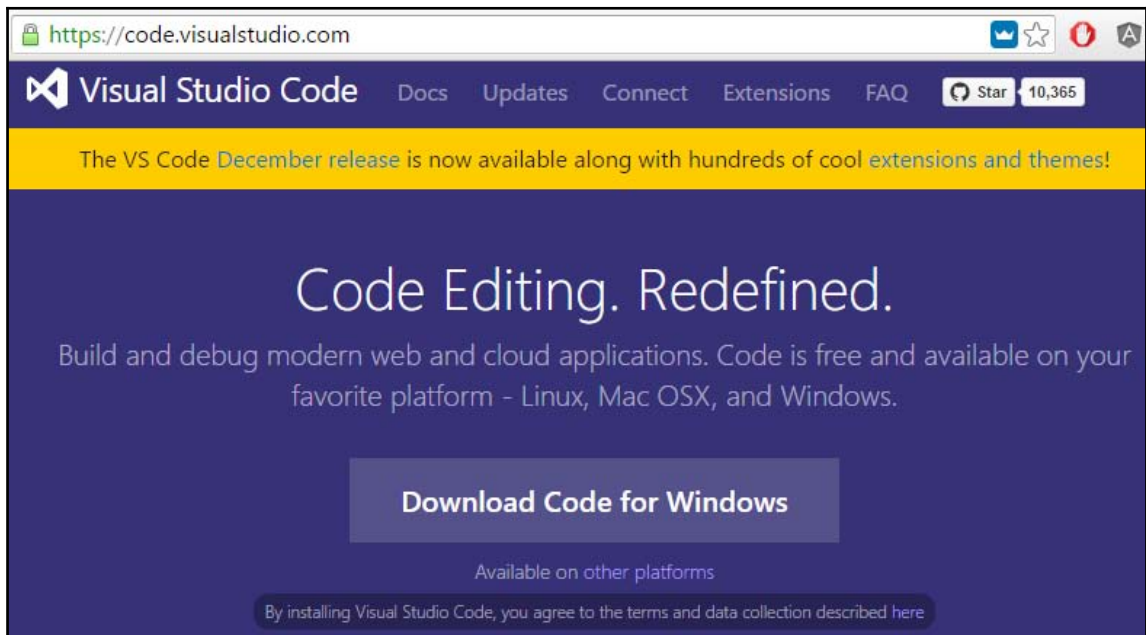 https://code.visualstudio.com
Visual Studio Code Docs Updates Connect Extensions FAQ Star 10,365
The VS Code December release is now available along with hundreds of cool extensions and themes!
Code Editing. Redefined.
Build and debug modern web and cloud applications. Code is free and available on your
favorite platform - Linux, Mac OSX, and Windows.
Download Code for Windows
Available on other platforms
By installing Visual Studio Code, you agree to the terms and data collection described here